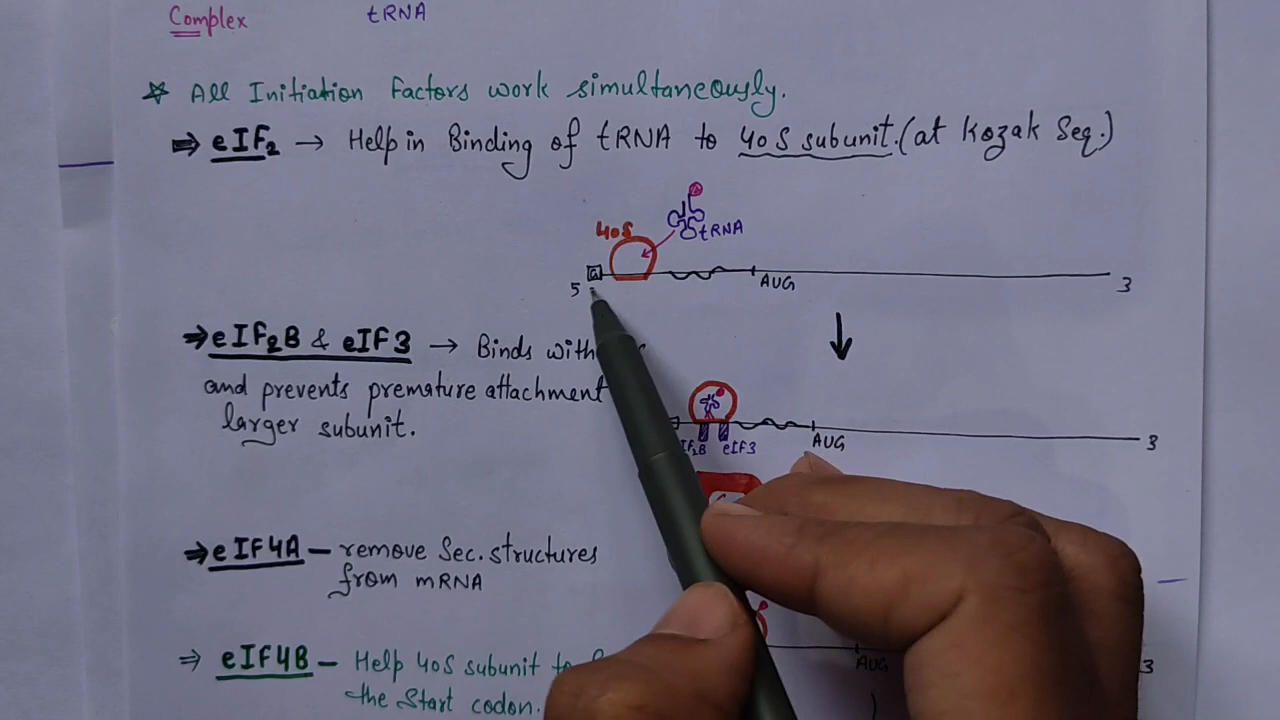 Complex
tRNA
☆ All Initiation Factors work simultaneously.
⇒ eIF2 → Help in Binding of tRNA to 40S subunit. (at Kozak Seq.)
40S
tRNA
G
5
AUG
3
⇒ eIF2B & eIF3 → Binds with
and prevents premature attachment
larger subunit.
AUG
3
IF2B eIF3
⇒ eIF4A – remove Sec. structures
from mRNA
AUG
3
⇒ eIF4B – Help 40S subunit to
the Start codon.